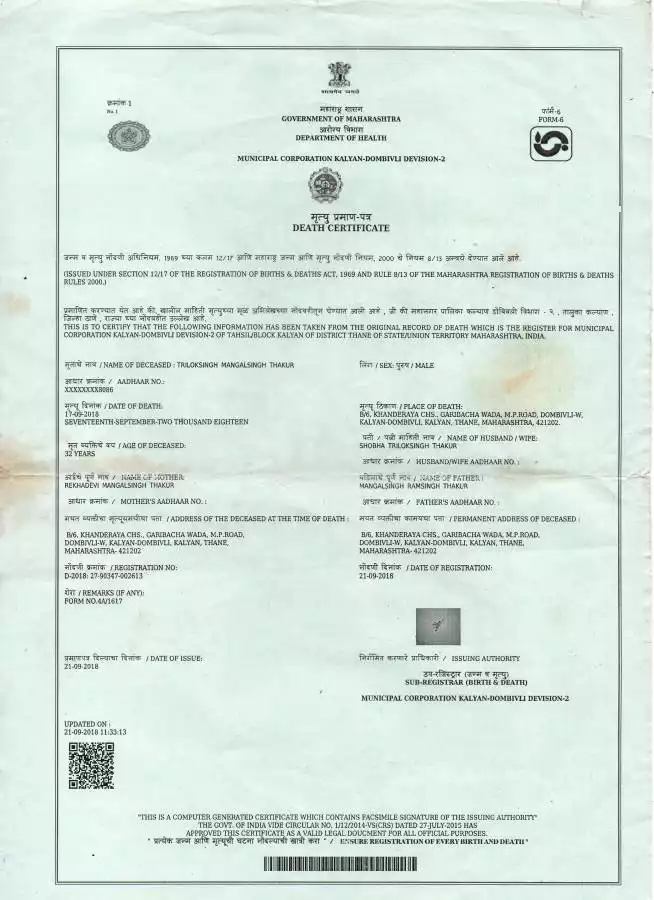 सत्यमेव जयते
क्रमांक 1
No. 1
महाराष्ट्र शासन
GOVERNMENT OF MAHARASHTRA
आरोग्य विभाग
DEPARTMENT OF HEALTH
फॉर्म-6
FORM-6
MUNICIPAL CORPORATION KALYAN-DOMBIVLI DEVISION-2
मृत्यु प्रमाण-पत्र
DEATH CERTIFICATE
जन्म व मृत्यु नोंदणी अधिनियम, 1969 च्या कलम 12/17 आणि महाराष्ट्र जन्म आणि मृत्यु नोंदणी नियम, 2000 चे नियम 8/13 अन्वये देण्यात आले आहे.
(ISSUED UNDER SECTION 12/17 OF THE REGISTRATION OF BIRTHS & DEATHS ACT, 1969 AND RULE 8/13 OF THE MAHARASHTRA REGISTRATION OF BIRTHS & DEATHS
RULES 2000.)
प्रमाणित करण्यात येत आहे की, खालील माहिती मृत्युच्या मूळ अभिलेखच्या नोंदवहीतून घेण्यात आली आहे, जी की महानगर पालिका कल्याण डोंबिवली विभाग - २, तालुका कल्याण,
जिल्हा ठाणे, राज्या च्या नोंदवहीत उल्लेख आहे.
THIS IS TO CERTIFY THAT THE FOLLOWING INFORMATION HAS BEEN TAKEN FROM THE ORIGINAL RECORD OF DEATH WHICH IS THE REGISTER FOR MUNICIPAL
CORPORATION KALYAN-DOMBIVLI DEVISION-2 OF TAHSIL/BLOCK KALYAN OF DISTRICT THANE OF STATE/UNION TERRITORY MAHARASHTRA, INDIA.
मृताचे नाव / NAME OF DECEASED : TRILOKSINGH MANGALSINGH THAKUR
लिंग / SEX: पुरुष / MALE
आधार क्रमांक / AADHAAR NO.:
XXXXXXXX8086
मृत्यु दिनांक / DATE OF DEATH:
17-09-2018
SEVENTEENTH-SEPTEMBER-TWO THOUSAND EIGHTEEN
मृत्यू ठिकाण / PLACE OF DEATH:
B/6, KHANDERAYA CHS., GARIBACHA WADA, M.P.ROAD, DOMBIVLI-W,
KALYAN-DOMBIVLI, KALYAN, THANE, MAHARASHTRA, 421202.
मृत व्यक्तिचे वय / AGE OF DECEASED:
32 YEARS
पती / पत्नी माहिती नाव / NAME OF HUSBAND / WIFE:
SHOBHA TRILOKSINGH THAKUR
आधार क्रमांक / HUSBAND/WIFE AADHAAR NO. :
आईचे पूर्ण नाव / NAME OF MOTHER:
REKHADEVI MANGALSINGH THAKUR
वडिलांचे पूर्ण नाव / NAME OF FATHER :
MANGALSINGH RAMSINGH THAKUR
आधार क्रमांक / MOTHER'S AADHAAR NO. :
आधार क्रमांक / FATHER'S AADHAAR NO. :
मयत व्यक्तीचा मृत्यूसमयीचा पत्ता / ADDRESS OF THE DECEASED AT THE TIME OF DEATH :
B/6, KHANDERAYA CHS., GARIBACHA WADA, M.P.ROAD,
DOMBIVLI-W, KALYAN-DOMBIVLI, KALYAN, THANE,
MAHARASHTRA- 421202
मयत व्यक्तीचा कायमचा पत्ता / PERMANENT ADDRESS OF DECEASED :
B/6, KHANDERAYA CHS., GARIBACHA WADA, M.P.ROAD,
DOMBIVLI-W, KALYAN-DOMBIVLI, KALYAN, THANE,
MAHARASHTRA- 421202
नोंदणी क्रमांक / REGISTRATION NO:
D-2018: 27-90347-002613
नोंदणी दिनांक / DATE OF REGISTRATION:
21-09-2018
शेरा / REMARKS (IF ANY):
FORM NO.4A/1617
प्रमाणपत्र दिल्याचा दिनांक / DATE OF ISSUE:
21-09-2018
निर्गमित करणारे प्राधिकारी / ISSUING AUTHORITY
उप-रजिस्ट्रार (जन्म व मृत्यु)
SUB-REGISTRAR (BIRTH & DEATH)
MUNICIPAL CORPORATION KALYAN-DOMBIVLI DEVISION-2
UPDATED ON :
21-09-2018 11:33:13
"THIS IS A COMPUTER GENERATED CERTIFICATE WHICH CONTAINS FACSIMILE SIGNATURE OF THE ISSUING AUTHORITY"
THE GOVT. OF INDIA VIDE CIRCULAR NO. 1/12/2014-VS(CRS) DATED 27-JULY-2015 HAS
APPROVED THIS CERTIFICATE AS A VALID LEGAL DOUCMENT FOR ALL OFFICIAL PURPOSES.
" प्रत्येक जन्म आणि मृत्यूची घटना नोंदल्याची खात्री करा " / ENSURE REGISTRATION OF EVERY BIRTH AND DEATH "